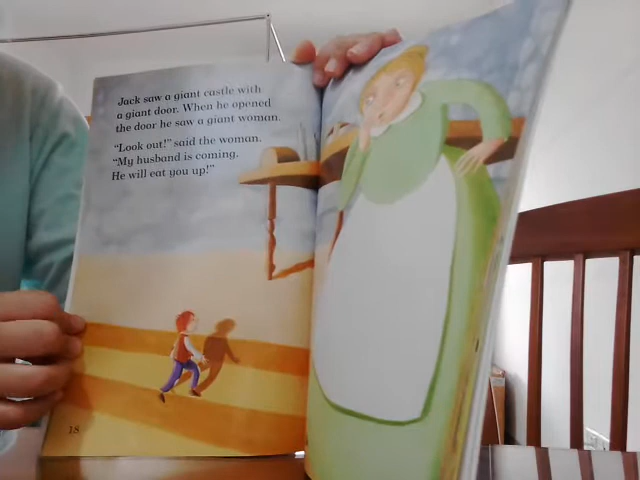 Jack saw a giant castle with
a giant door. When he opened
the door he saw a giant woman.
"Look out!" said the woman.
"My husband is coming.
He will eat you up!"
18